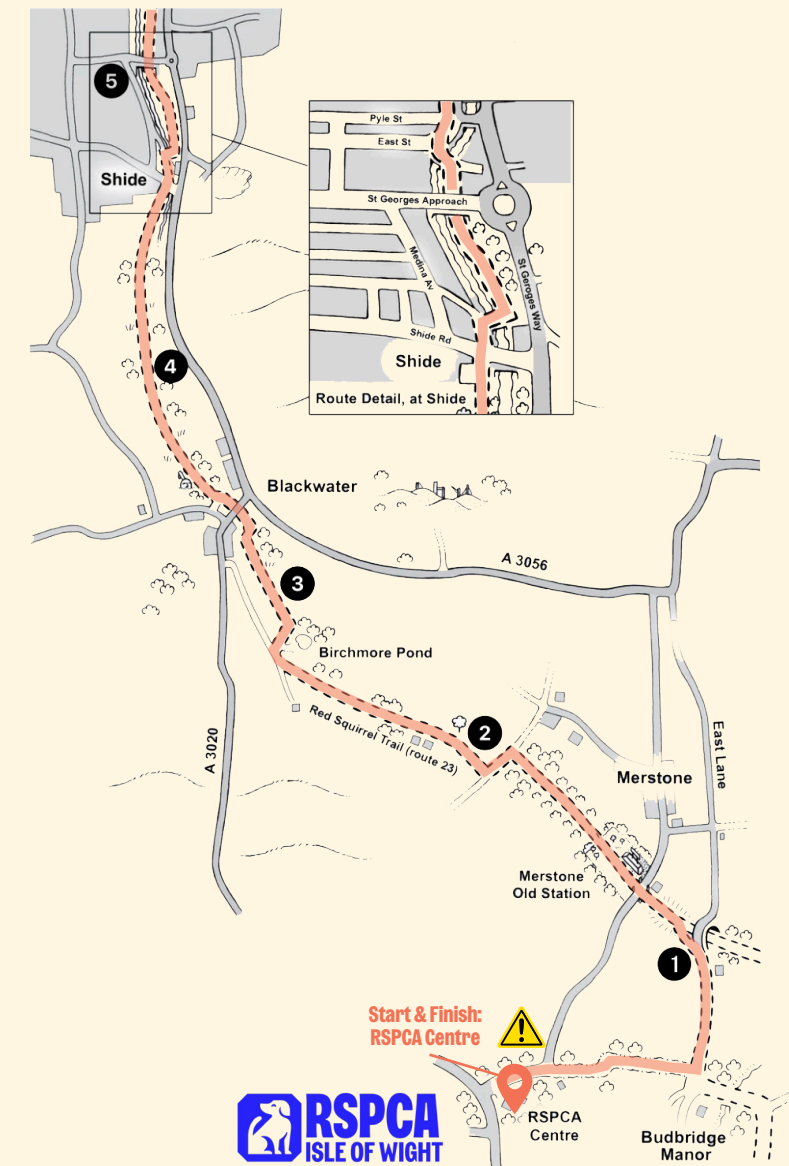 5
Shide
Pyle St
East St
St Georges Approach
Medina Av
St Geroges Way
Shide Rd
Shide
Route Detail, at Shide
4
Blackwater
A 3056
3
Birchmore Pond
2
Red Squirrel Trail (route 23)
A 3020
East Lane
Merstone
Merstone
Old Station
1
Start & Finish:
RSPCA Centre
!
RSPCA
Centre
RSPCA
ISLE OF WIGHT
Budbridge
Manor